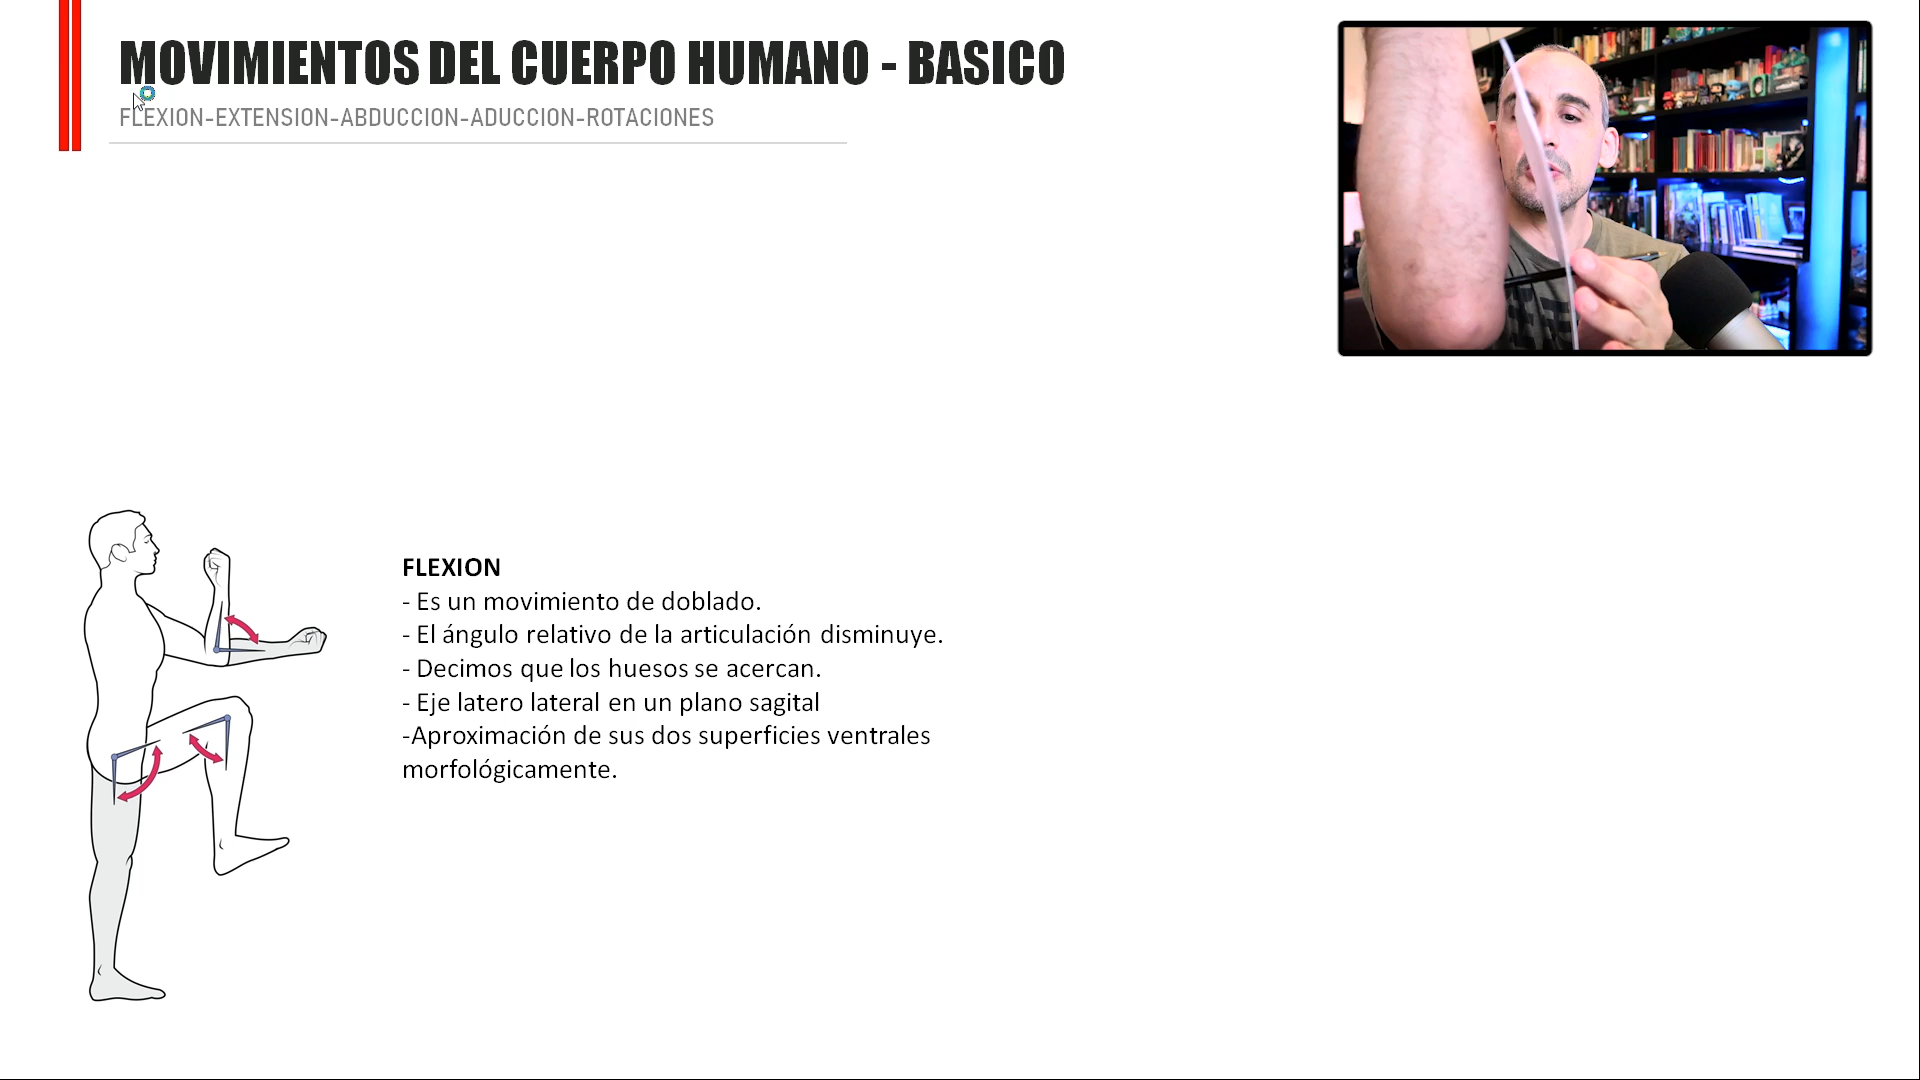 MOVIMIENTOS DEL CUERPO HUMANO - BASICO
FLEXION-EXTENSION-ABDUCCION-ADUCCION-ROTACIONES
FLEXION
- Es un movimiento de doblado.
- El ángulo relativo de la articulación disminuye.
- Decimos que los huesos se acercan.
- Eje latero lateral en un plano sagital
-Aproximación de sus dos superficies ventrales
morfológicamente.